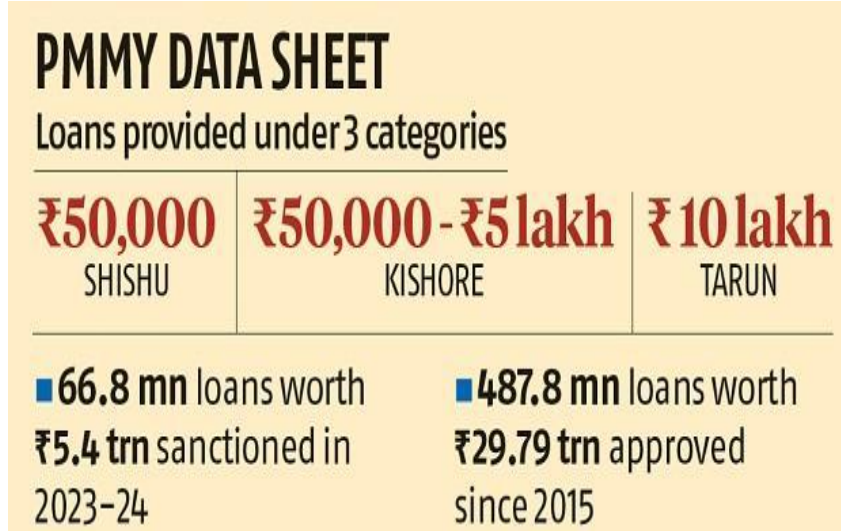 PMMY DATA SHEET
Loans provided under 3 categories
₹50,000
SHISHU
₹50,000-₹5 lakh
KISHORE
₹10 lakh
TARUN
66.8 mn loans worth
₹5.4 trn sanctioned in
2023-24
487.8 mn loans worth
₹29.79 trn approved
since 2015